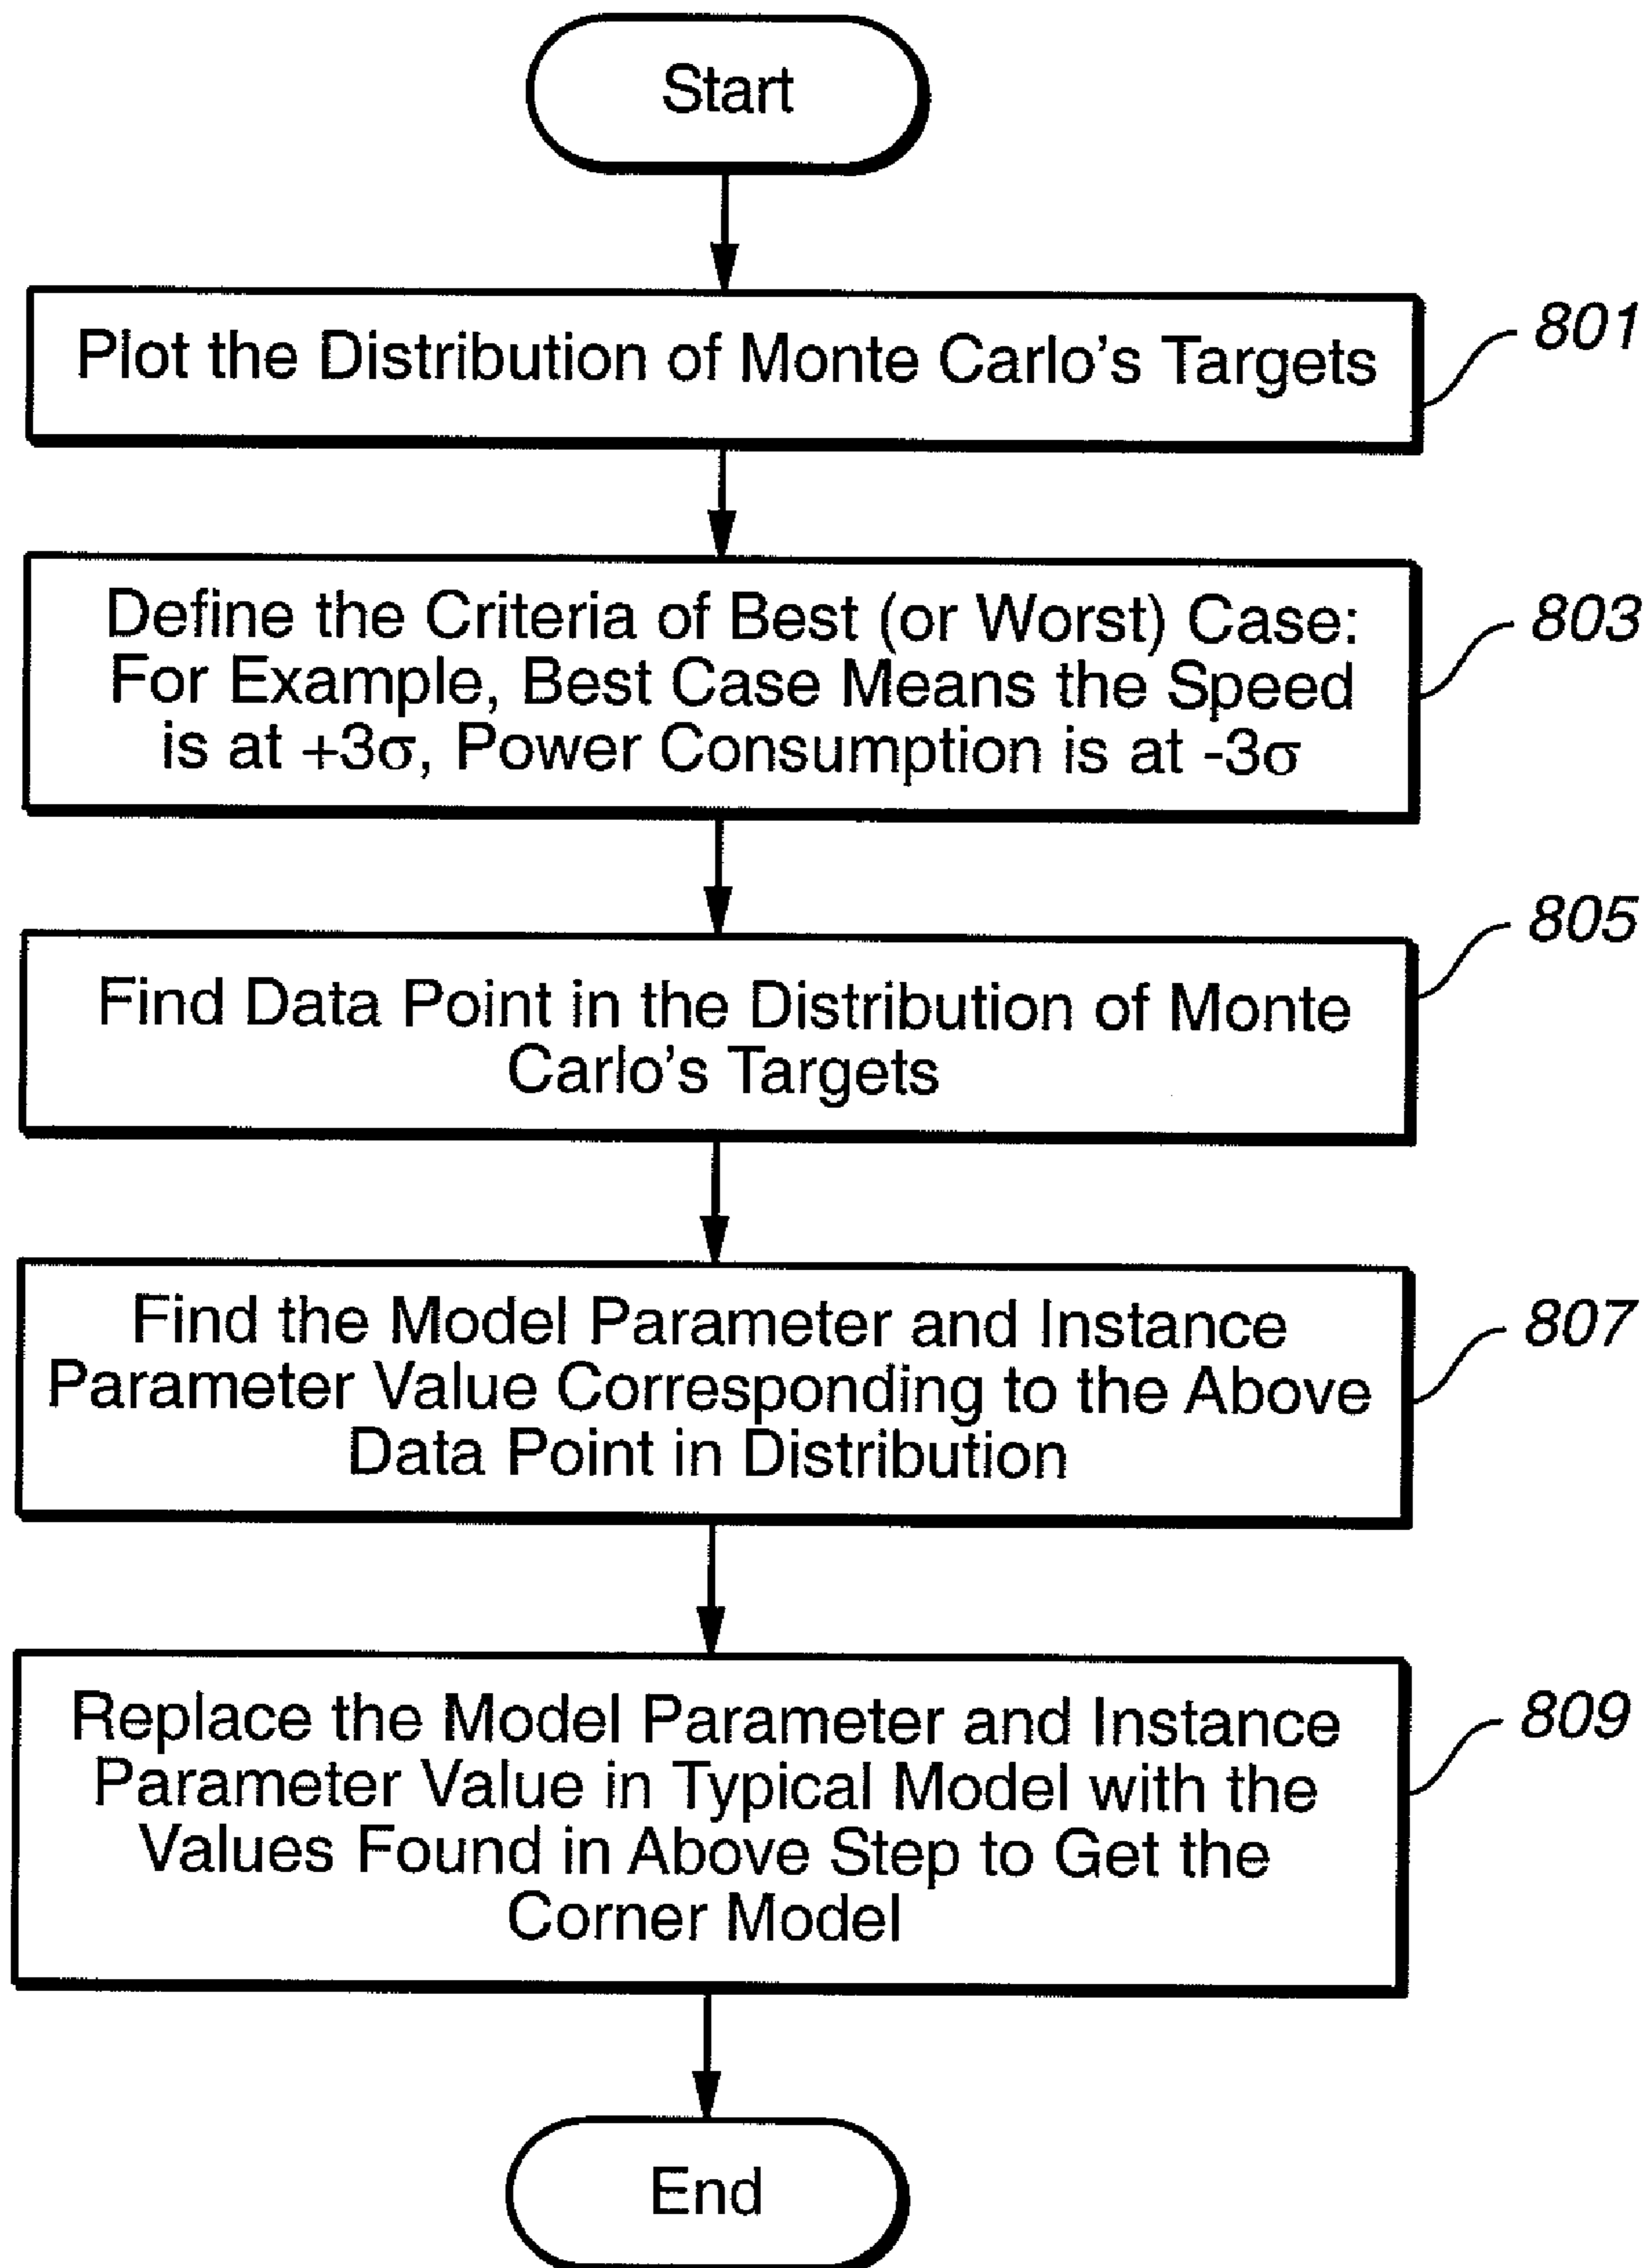 Start
Plot the Distribution of Monte Carlo's Targets
801
Define the Criteria of Best (or Worst) Case:
For Example, Best Case Means the Speed
is at +3σ, Power Consumption is at -3σ
803
Find Data Point in the Distribution of Monte
Carlo's Targets
805
Find the Model Parameter and Instance
Parameter Value Corresponding to the Above
Data Point in Distribution
807
Replace the Model Parameter and Instance
Parameter Value in Typical Model with the
Values Found in Above Step to Get the
Corner Model
809
End